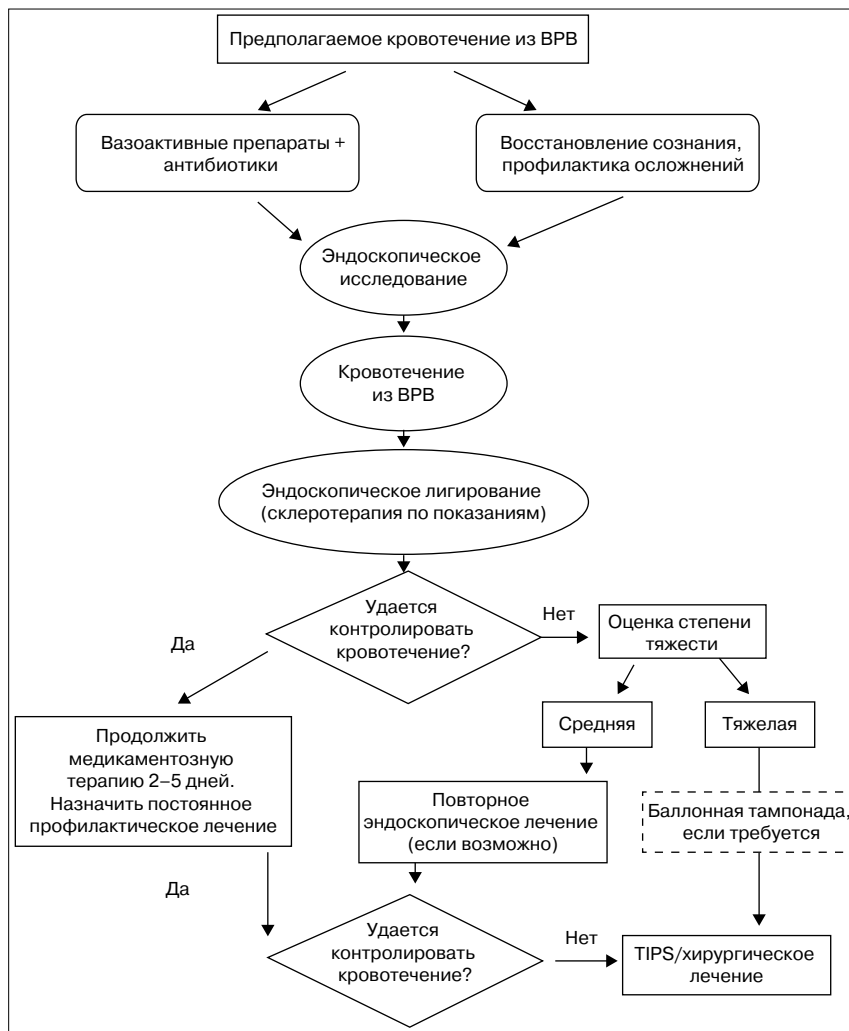 Предполагаемое кровотечение из ВРВ
Вазоактивные препараты +
антибиотики
Восстановление сознания,
профилактика осложнений
Эндоскопическое
исследование
Кровотечение
из ВРВ
Эндоскопическое лигирование
(склеротерапия по показаниям)
Удается
контролировать
кровотечение?
Да
Нет
Оценка степени
тяжести
Средняя
Тяжелая
Продолжить
медикаментозную
терапию 2–5 дней.
Назначить постоянное
профилактическое лечение
Повторное
эндоскопическое лечение
(если возможно)
Баллонная тампонада,
если требуется
Да
Удается
контролировать
кровотечение?
Нет
TIPS/хирургическое
лечение